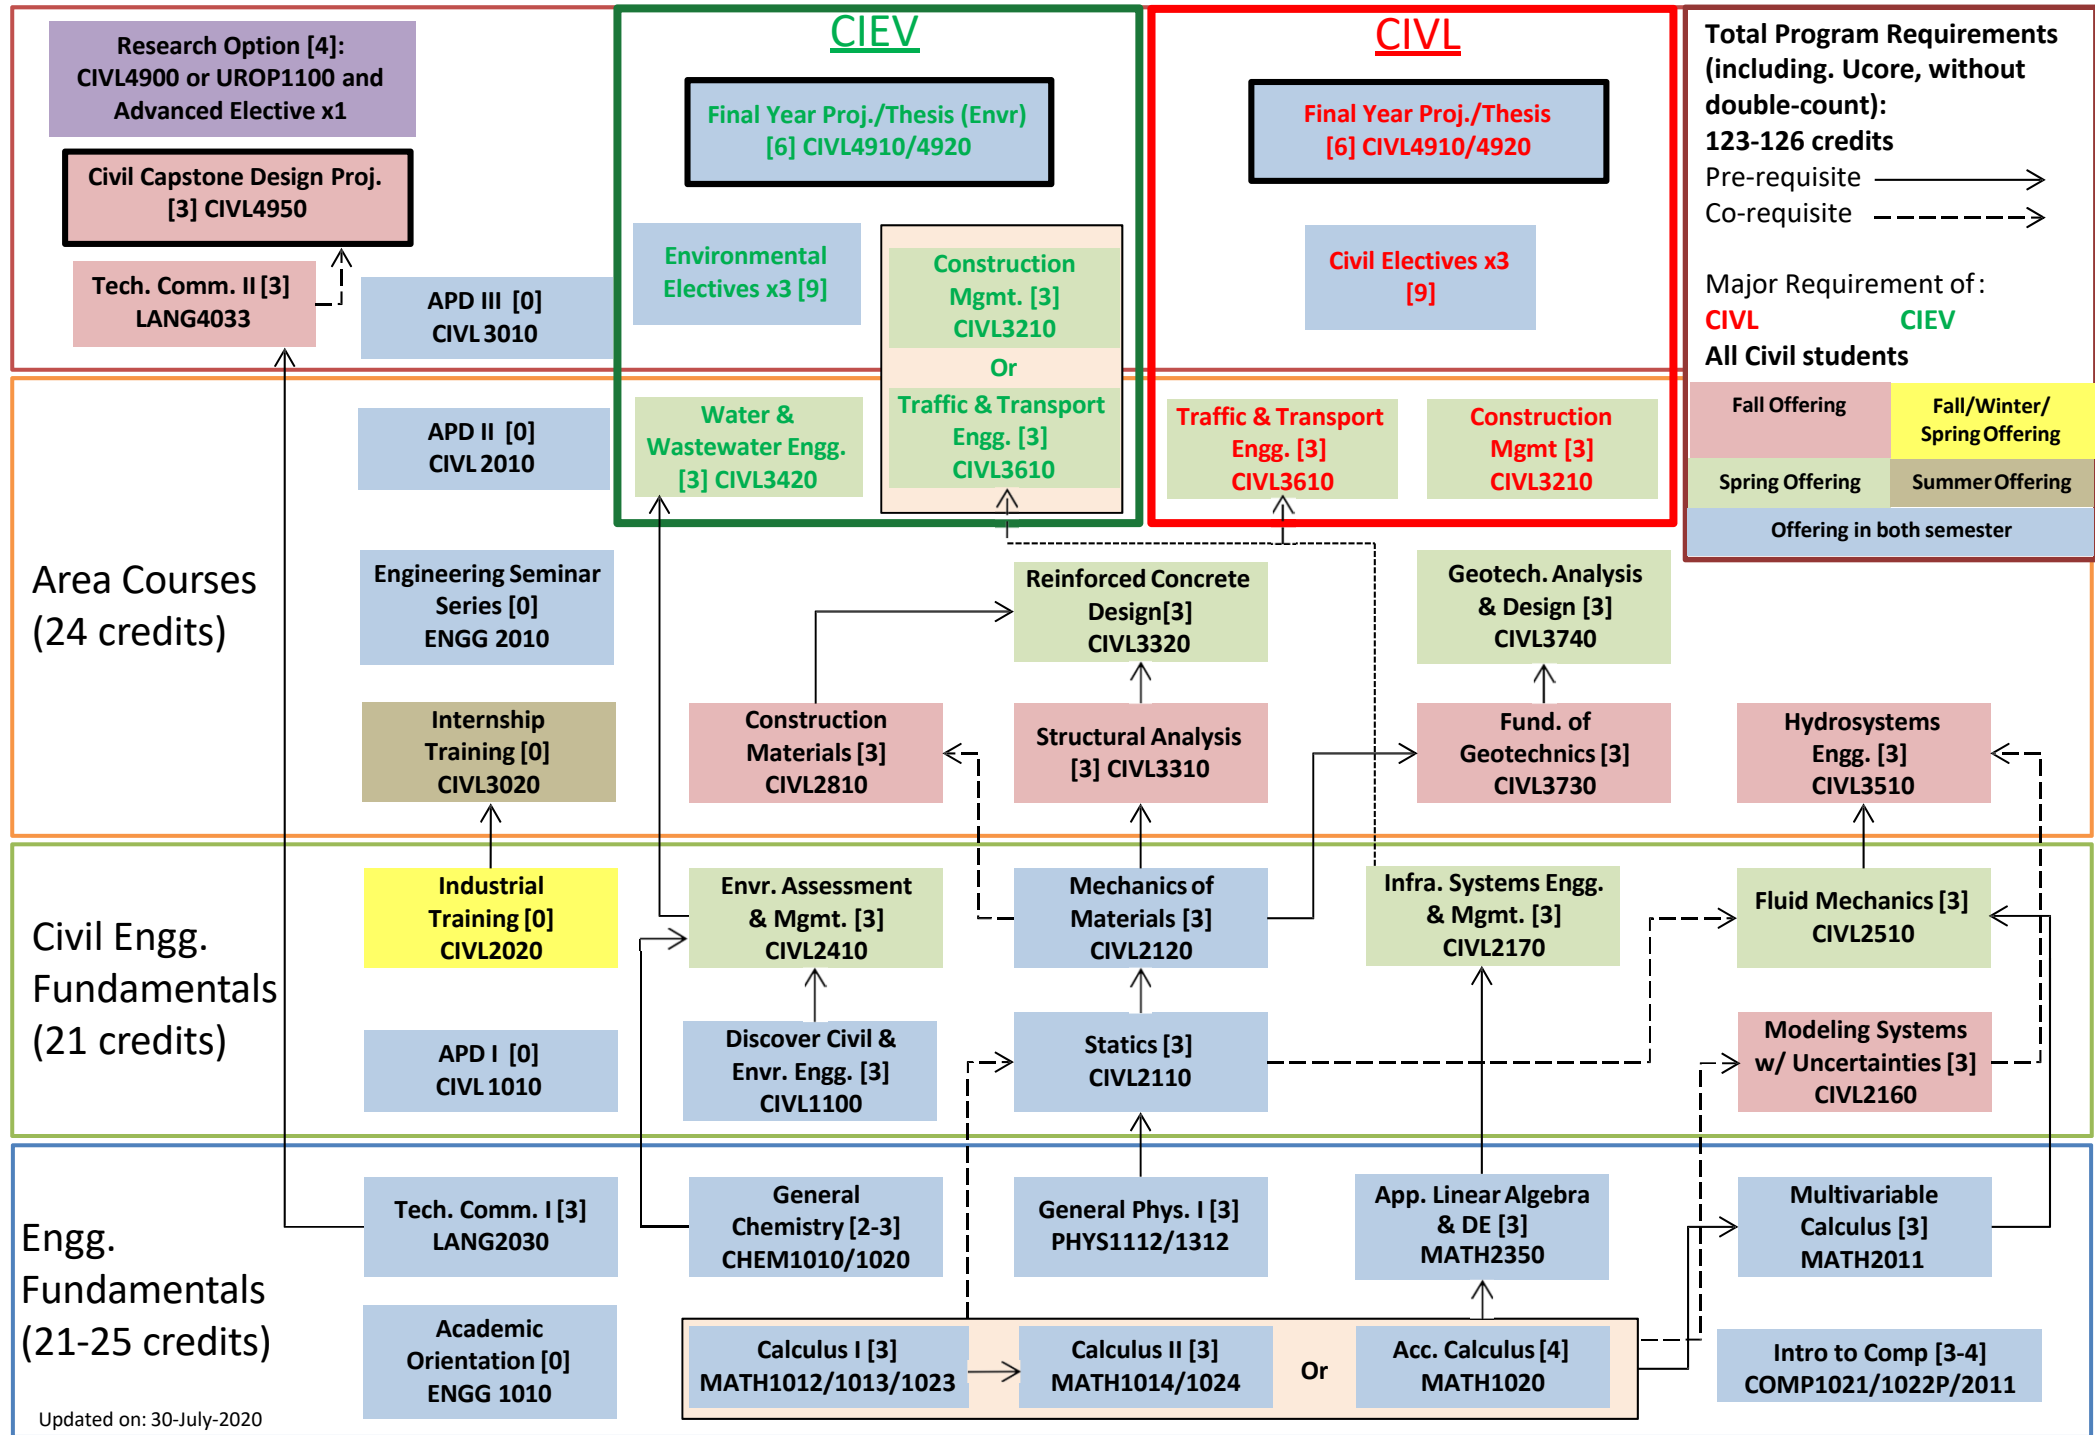 Research Option [4]:
CIVL4900 or UROP1100 and
Advanced Elective x1
Civil Capstone Design Proj.
[3] CIVL4950
Tech. Comm. II [3]
LANG4033
APD III [0]
CIVL 3010
CIEV
Final Year Proj./Thesis (Envr)
[6] CIVL4910/4920
Environmental
Electives x3 [9]
Construction
Mgmt. [3]
CIVL3210
Or
Traffic & Transport
Engg. [3]
CIVL3610
Water &
Wastewater Engg.
[3] CIVL3420
CIVL
Final Year Proj./Thesis
[6] CIVL4910/4920
Civil Electives x3
[9]
Traffic & Transport
Engg. [3]
CIVL3610
Construction
Mgmt [3]
CIVL3210
Total Program Requirements
(including. Ucore, without
double-count):
123-126 credits
Pre-requisite
Co-requisite
Major Requirement of :
CIVL CIEV
All Civil students
Fall Offering
Fall/Winter/
Spring Offering
Spring Offering
Summer Offering
Offering in both semester
Area Courses
(24 credits)
APD II [0]
CIVL 2010
Engineering Seminar
Series [0]
ENGG 2010
Reinforced Concrete
Design[3]
CIVL3320
Geotech. Analysis
& Design [3]
CIVL3740
Internship
Training [0]
CIVL3020
Construction
Materials [3]
CIVL2810
Structural Analysis
[3] CIVL3310
Fund. of
Geotechnics [3]
CIVL3730
Hydrosystems
Engg. [3]
CIVL3510
Civil Engg.
Fundamentals
(21 credits)
Industrial
Training [0]
CIVL2020
Envr. Assessment
& Mgmt. [3]
CIVL2410
Mechanics of
Materials [3]
CIVL2120
Infra. Systems Engg.
& Mgmt. [3]
CIVL2170
Fluid Mechanics [3]
CIVL2510
APD I [0]
CIVL 1010
Discover Civil &
Envr. Engg. [3]
CIVL1100
Statics [3]
CIVL2110
Modeling Systems
w/ Uncertainties [3]
CIVL2160
Engg.
Fundamentals
(21-25 credits)
Tech. Comm. I [3]
LANG2030
General
Chemistry [2-3]
CHEM1010/1020
General Phys. I [3]
PHYS1112/1312
App. Linear Algebra
& DE [3]
MATH2350
Multivariable
Calculus [3]
MATH2011
Academic
Orientation [0]
ENGG 1010
Calculus I [3]
MATH1012/1013/1023
Calculus II [3]
MATH1014/1024
Or
Acc. Calculus [4]
MATH1020
Intro to Comp [3-4]
COMP1021/1022P/2011
Updated on: 30-July-2020